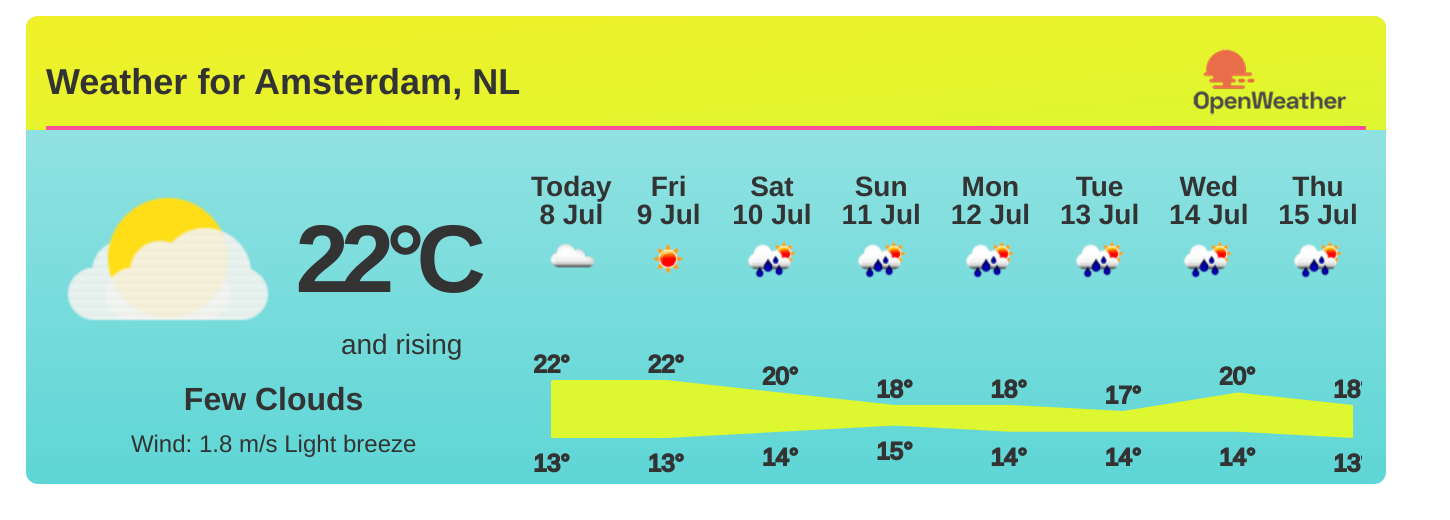 Weather for Amsterdam, NL
OpenWeather
Today Fri Sat Sun Mon Tue Wed Thu
8 Jul 9 Jul 10 Jul 11 Jul 12 Jul 13 Jul 14 Jul 15 Jul
22°C
and rising
Few Clouds
Wind: 1.8 m/s Light breeze
22° 22° 20° 18° 18° 17° 20° 18°
13° 13° 14° 15° 14° 14° 14° 13°